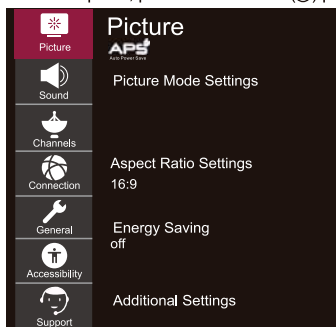 Picture
Sound
Channels
Connection
General
Accessibility
Support
Picture
APS
Auto Power Save
Picture Mode Settings
Aspect Ratio Settings
16:9
Energy Saving
off
Additional Settings